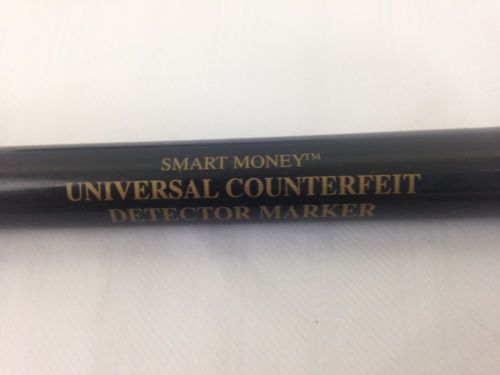 SMART MONEY™
UNIVERSAL COUNTERFEIT
DETECTOR MARKER